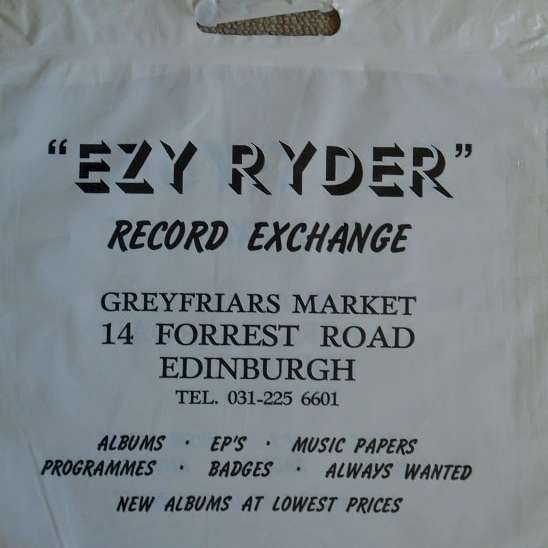 “EZY RYDER”
RECORD EXCHANGE
GREYFRIARS MARKET
14 FORREST ROAD
EDINBURGH
TEL. 031-225 6601
ALBUMS · EP'S · MUSIC PAPERS
PROGRAMMES · BADGES · ALWAYS WANTED
NEW ALBUMS AT LOWEST PRICES